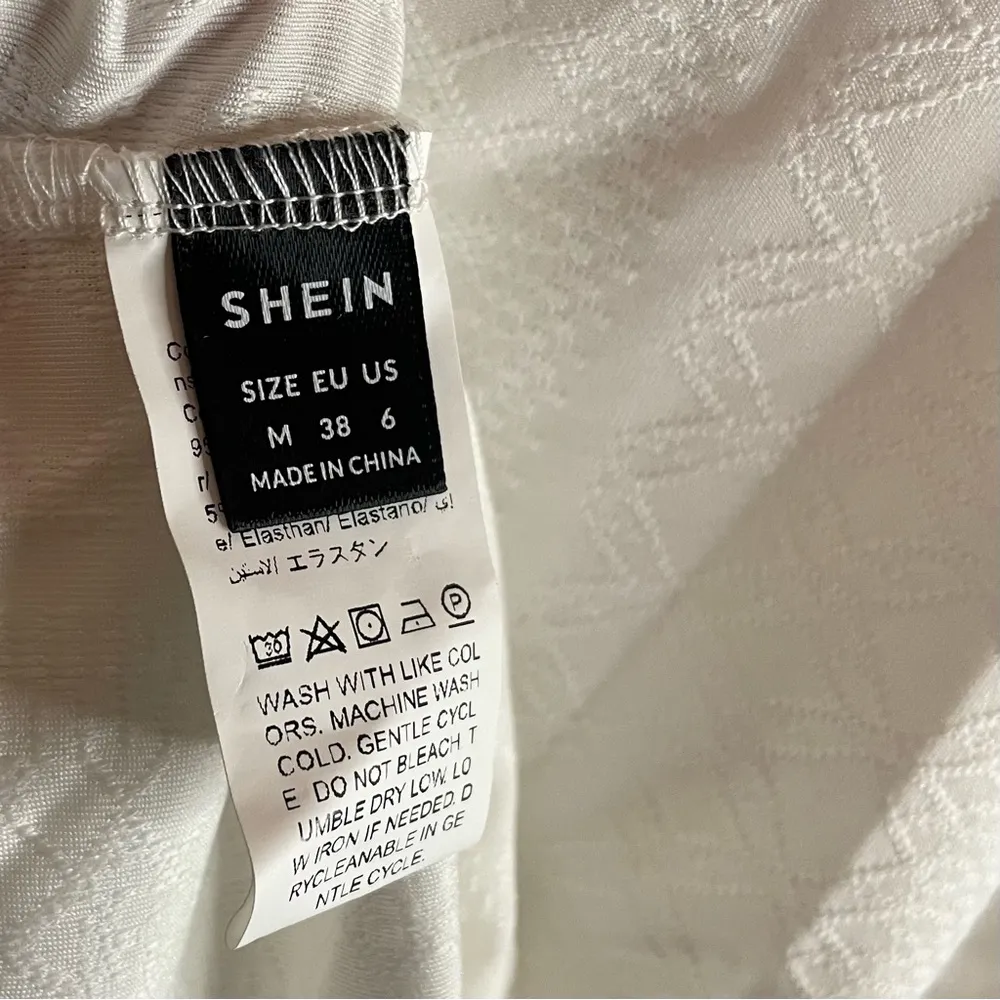 SHEIN
SIZE EU US
M 38 6
MADE IN CHINA
e/ Elasthan/ Elastano/ إي
エラスタン
30
P
WASH WITH LIKE COL
ORS. MACHINE WASH
COLD. GENTLE CYCL
E DO NOT BLEACH T
UMBLE DRY LOW. LO
W IRON IF NEEDED. D
RYCLEANABLE IN GE
NTLE CYCLE.